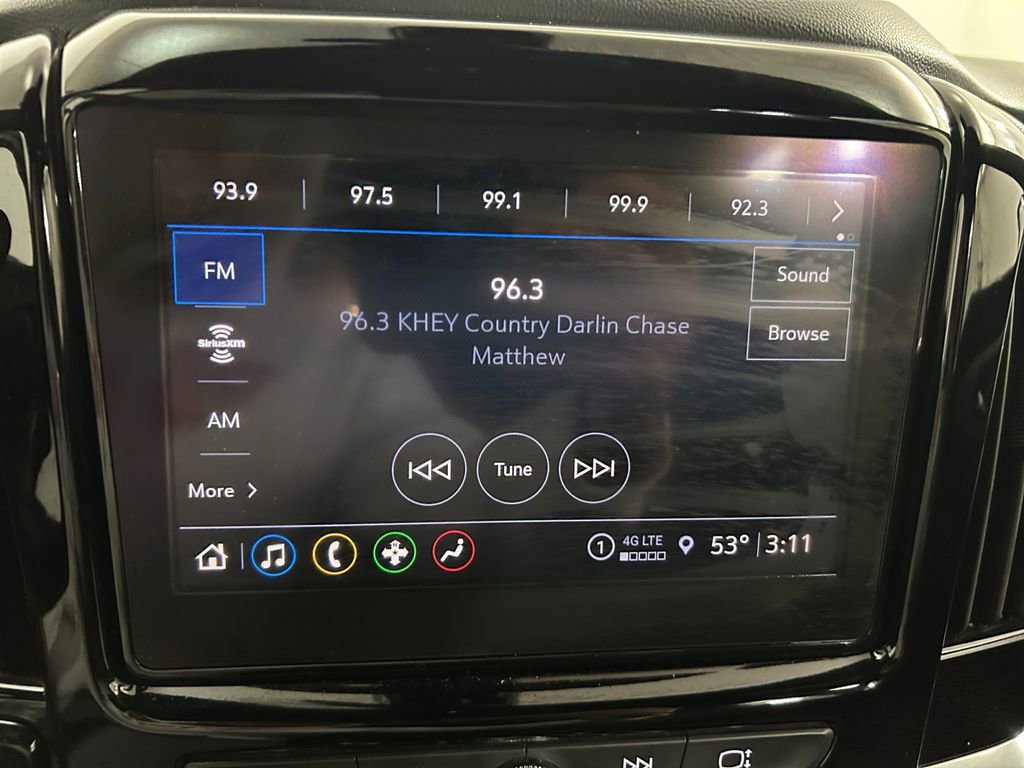 93.9 97.5 99.1 99.9 92.3
FM
96.3
Sound
96.3 KHEY Country Darlin Chase
Matthew
Browse
SiriusXM
AM
Tune
More
1 4G LTE 53° 3:11